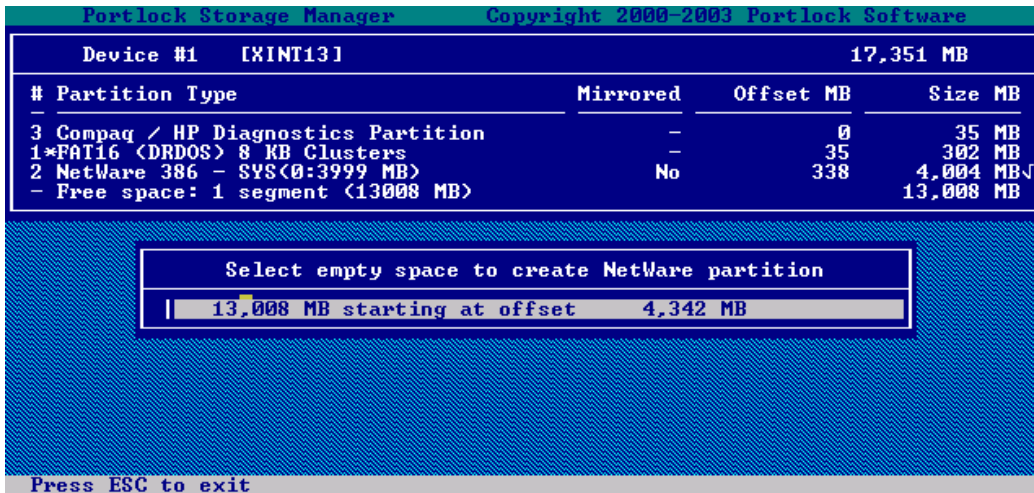 Portlock Storage Manager Copyright 2000-2003 Portlock Software
Device #1 [XINT13] 17,351 MB
# Partition Type Mirrored Offset MB Size MB
3 Compaq / HP Diagnostics Partition - 0 35 MB
1*FAT16 (DRDOS) 8 KB Clusters - 35 302 MB
2 NetWare 386 - SYS(0:3999 MB) No 338 4,004 MB√
- Free space: 1 segment (13008 MB) 13,008 MB
Select empty space to create NetWare partition
13,008 MB starting at offset 4,342 MB
Press ESC to exit